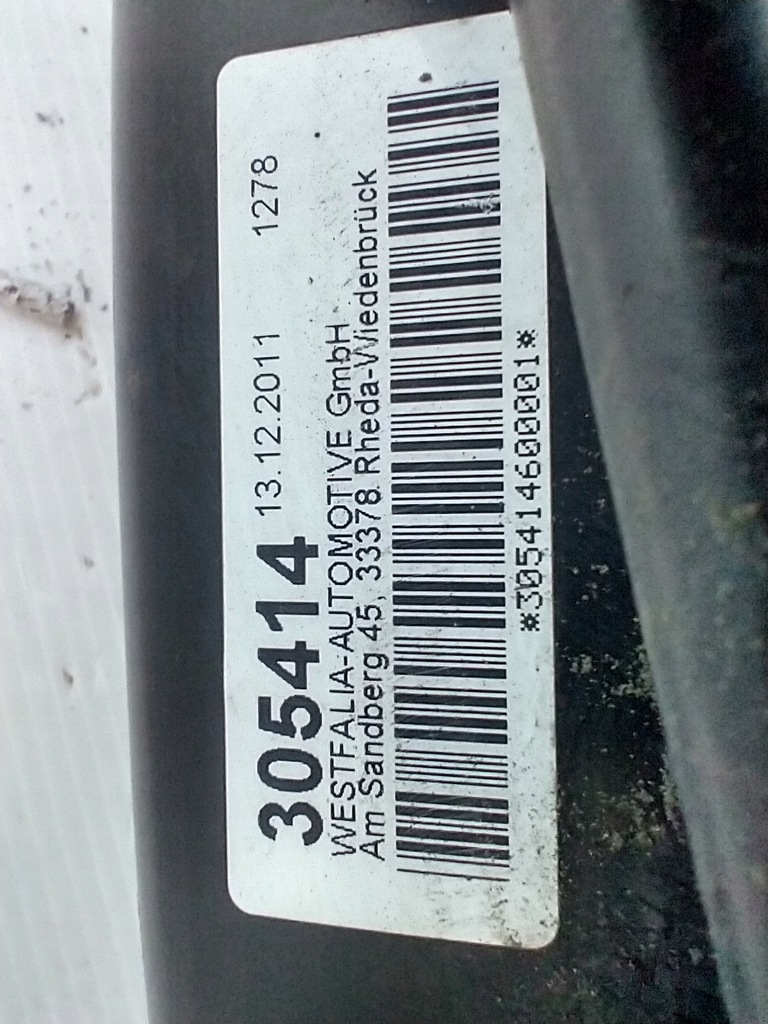 305414 13.12.2011 1278
WESTFALIA-AUTOMOTIVE GmbH
Am Sandberg 45, 33378 Rheda-Wiedenbrück
*305414600001*